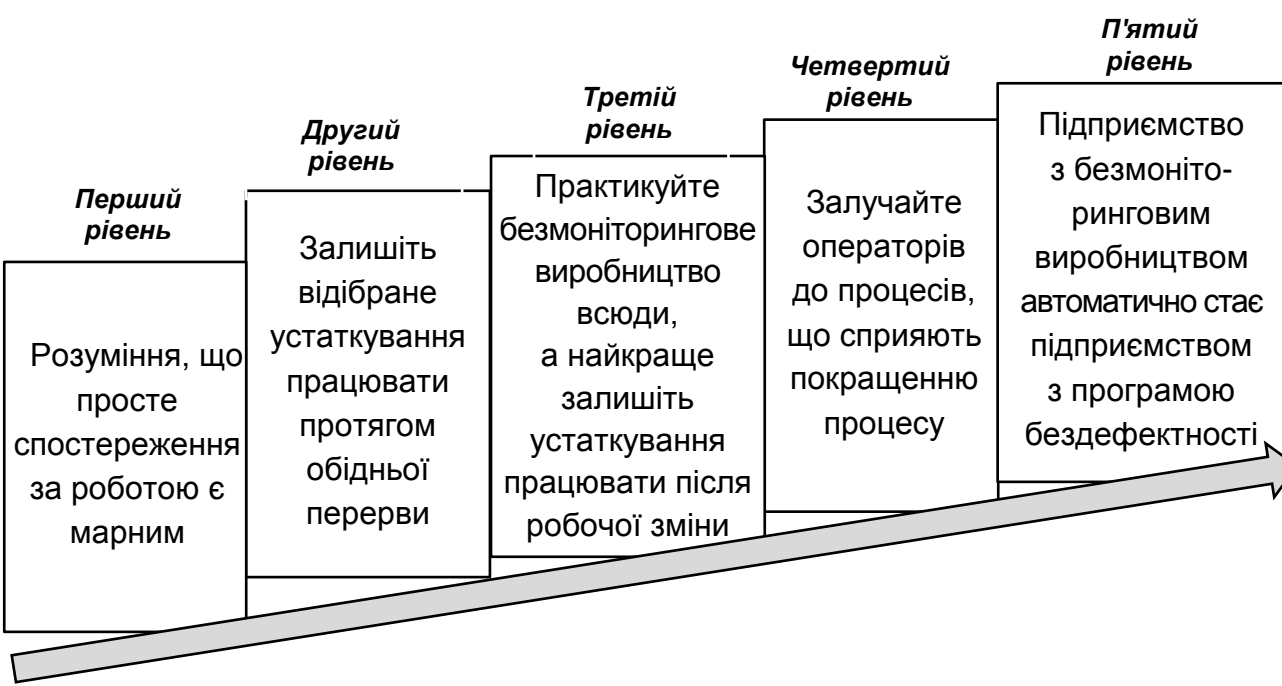 Перший
рівень
Розуміння, що
просте
спостереження
за роботою є
марним
Другий
рівень
Залишіть
відібране
устаткування
працювати
протягом
обідньої
перерви
Третій
рівень
Практикуйте
безмоніторингове
виробництво
всюди,
а найкраще
залишіть
устаткування
працювати після
робочої зміни
Четвертий
рівень
Залучайте
операторів
до процесів,
що сприяють
покращенню
процесу
П'ятий
рівень
Підприємство
з безмоніто-
ринговим
виробництвом
автоматично стає
підприємством
з програмою
бездефектності